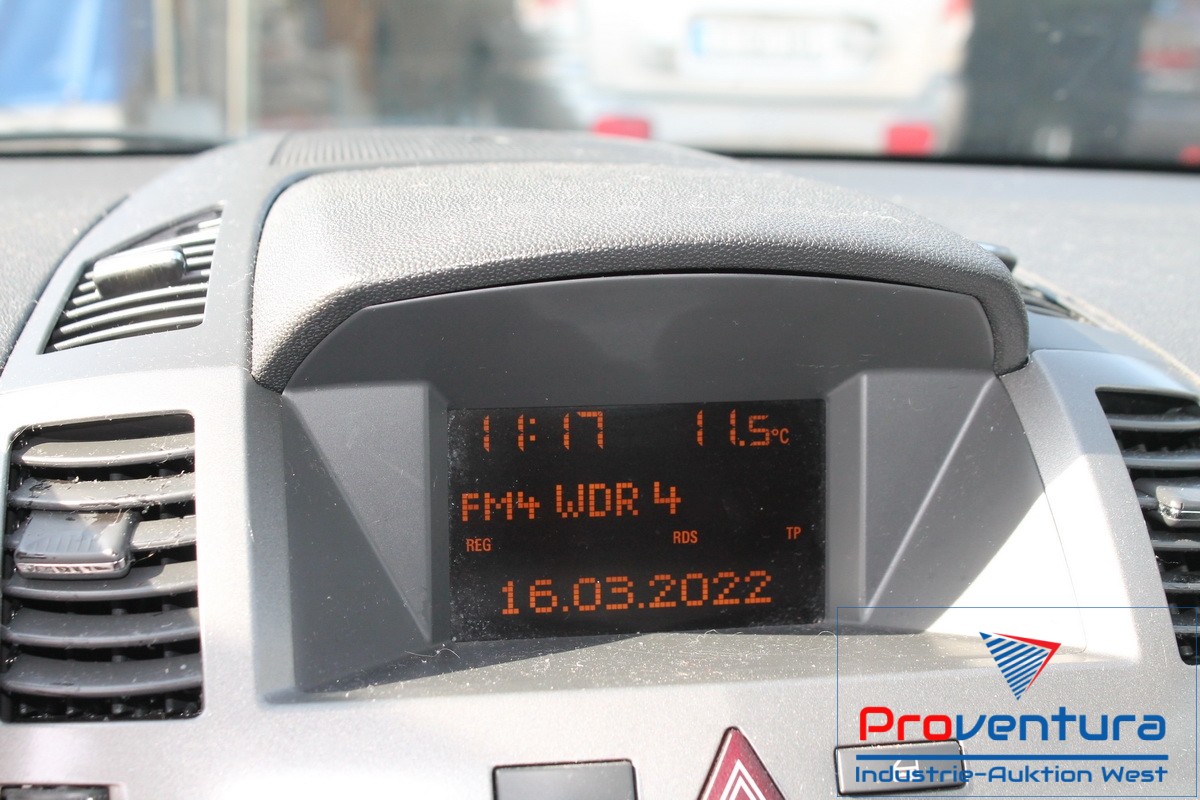 11:17 11.5°C
FM4 WDR 4
REG RDS TP
16.03.2022
Proventura
Industrie-Auktion West